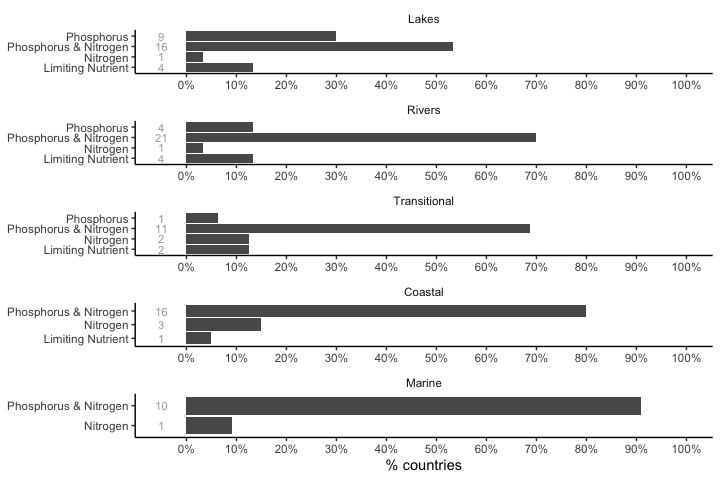 Lakes
Phosphorus 9
Phosphorus & Nitrogen 16
Nitrogen 1
Limiting Nutrient 4
0% 10% 20% 30% 40% 50% 60% 70% 80% 90% 100%
Rivers
Phosphorus 4
Phosphorus & Nitrogen 21
Nitrogen 1
Limiting Nutrient 4
0% 10% 20% 30% 40% 50% 60% 70% 80% 90% 100%
Transitional
Phosphorus 1
Phosphorus & Nitrogen 11
Nitrogen 2
Limiting Nutrient 2
0% 10% 20% 30% 40% 50% 60% 70% 80% 90% 100%
Coastal
Phosphorus & Nitrogen 16
Nitrogen 3
Limiting Nutrient 1
0% 10% 20% 30% 40% 50% 60% 70% 80% 90% 100%
Marine
Phosphorus & Nitrogen 10
Nitrogen 1
0% 10% 20% 30% 40% 50% 60% 70% 80% 90% 100%
% countries